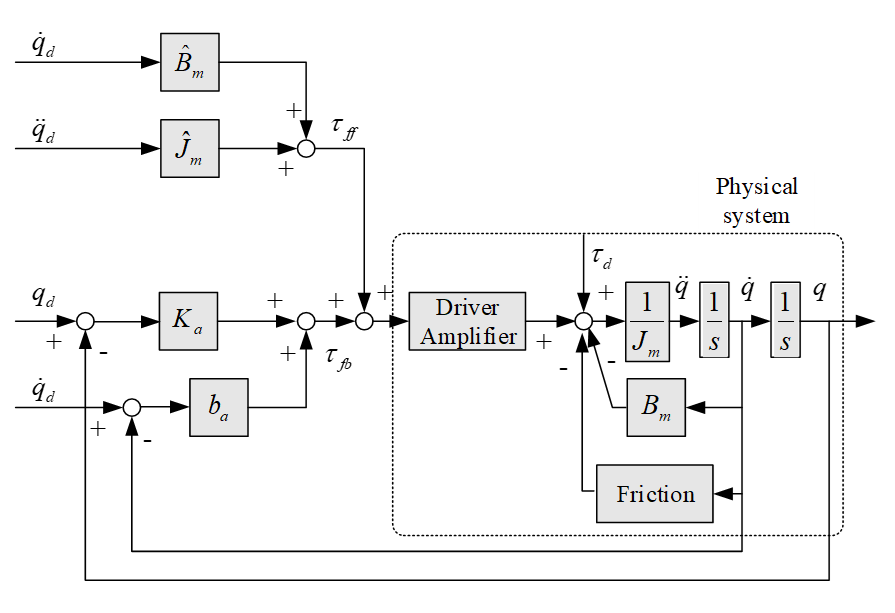 q̇_d
B̂_m
+
q̈_d
Ĵ_m
+
τ_ff
Physical
system
τ_d
q_d
+
-
K_a
+
+
τ_fb
+
+
Driver
Amplifier
+
+
-
-
1
J_m
q̈
1
s
q̇
1
s
q
q̇_d
+
-
b_a
B_m
Friction